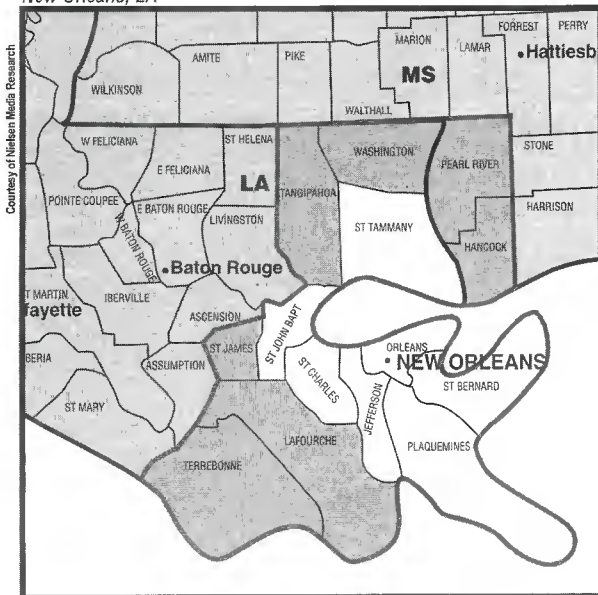 New Orleans, LA
Courtesy of Nielsen Media Research
FORREST
PERRY
MARION
LAMAR
•Hattiesb
AMITE
PIKE
MS
WILKINSON
WALTHALL
ST HELENA
W FELICIANA
WASHINGTON
STONE
E FELICIANA
PEARL RIVER
LA
TANGIPAHOA
POINTE COUPEE
E BATON ROUGE
HARRISON
LIVINGSTON
ST TAMMANY
W BATON ROUGE
HANCOCK
•Baton Rouge
T MARTIN
IBERVILLE
fayette
ASCENSION
ST JOHN BAPT
ST JAMES
ORLEANS
BERIA
ASSUMPTION
•NEW ORLEANS
ST CHARLES
ST BERNARD
ST MARY
JEFFERSON
LAFOURCHE
PLAQUEMINES
TERREBONNE